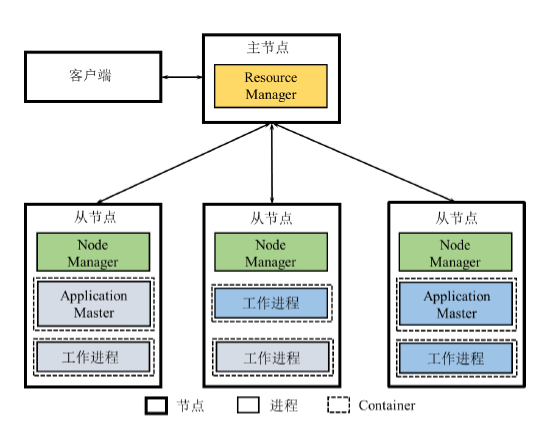 主节点
客户端
Resource
Manager
从节点
Node
Manager
Application
Master
工作进程
从节点
Node
Manager
工作进程
工作进程
从节点
Node
Manager
Application
Master
工作进程
节点
进程
Container